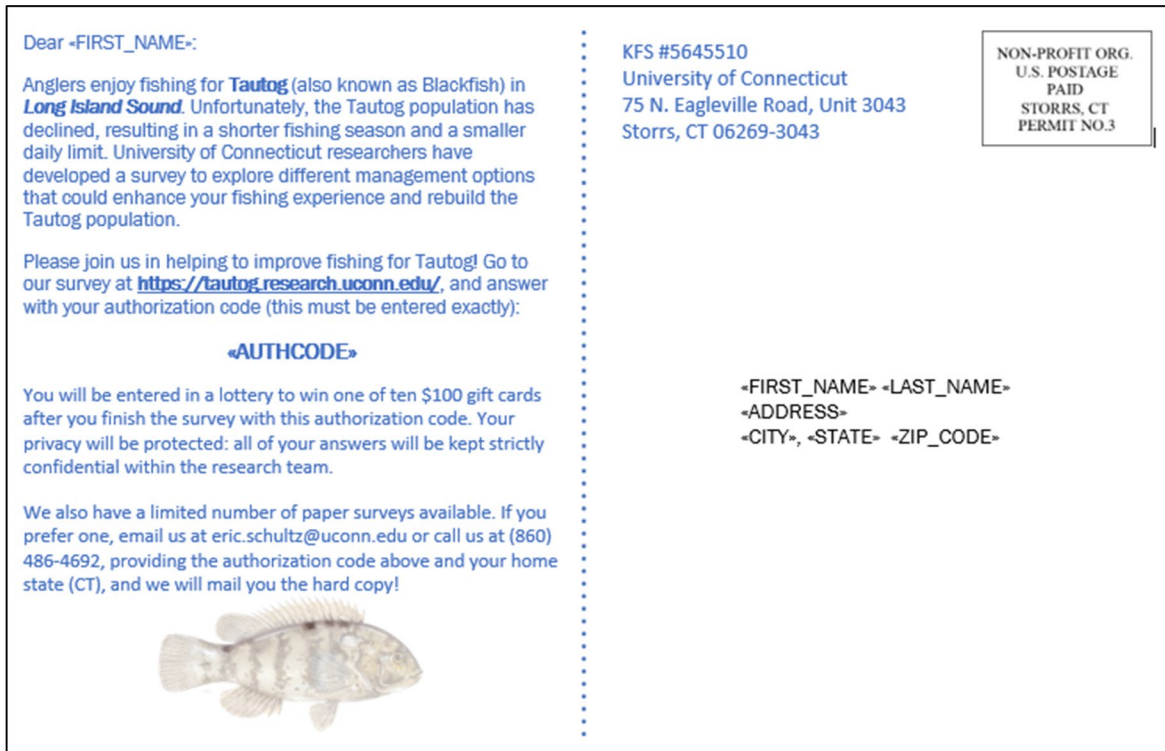 Dear «FIRST_NAME»:
Anglers enjoy fishing for Tautog (also known as Blackfish) in
Long Island Sound. Unfortunately, the Tautog population has
declined, resulting in a shorter fishing season and a smaller
daily limit. University of Connecticut researchers have
developed a survey to explore different management options
that could enhance your fishing experience and rebuild the
Tautog population.
Please join us in helping to improve fishing for Tautog! Go to
our survey at https://tautog.research.uconn.edu/, and answer
with your authorization code (this must be entered exactly):
«AUTHCODE»
You will be entered in a lottery to win one of ten $100 gift cards
after you finish the survey with this authorization code. Your
privacy will be protected: all of your answers will be kept strictly
confidential within the research team.
We also have a limited number of paper surveys available. If you
prefer one, email us at eric.schultz@uconn.edu or call us at (860)
486-4692, providing the authorization code above and your home
state (CT), and we will mail you the hard copy!
KFS #5645510
University of Connecticut
75 N. Eagleville Road, Unit 3043
Storrs, CT 06269-3043
NON-PROFIT ORG.
U.S. POSTAGE
PAID
STORRS, CT
PERMIT NO.3
«FIRST_NAME» «LAST_NAME»
«ADDRESS»
«CITY», «STATE» «ZIP_CODE»